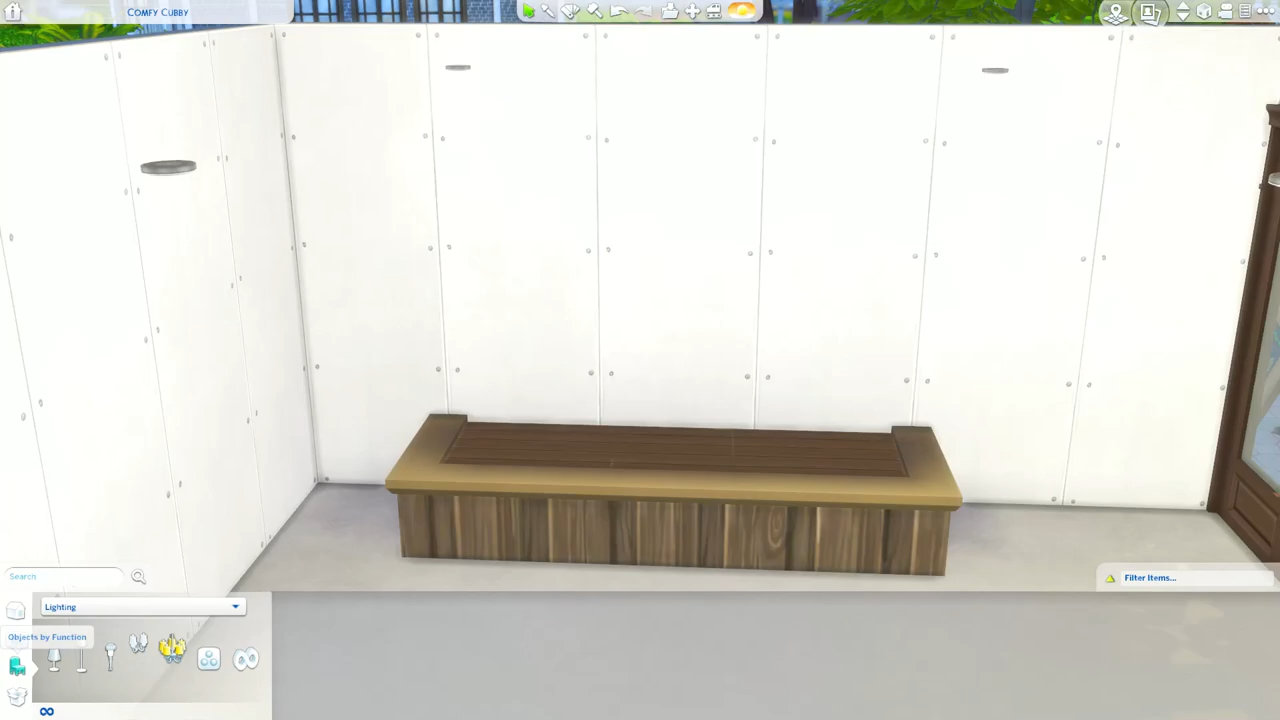 COMFY CUBBY
Search
Filter Items...
Lighting
Objects by Function